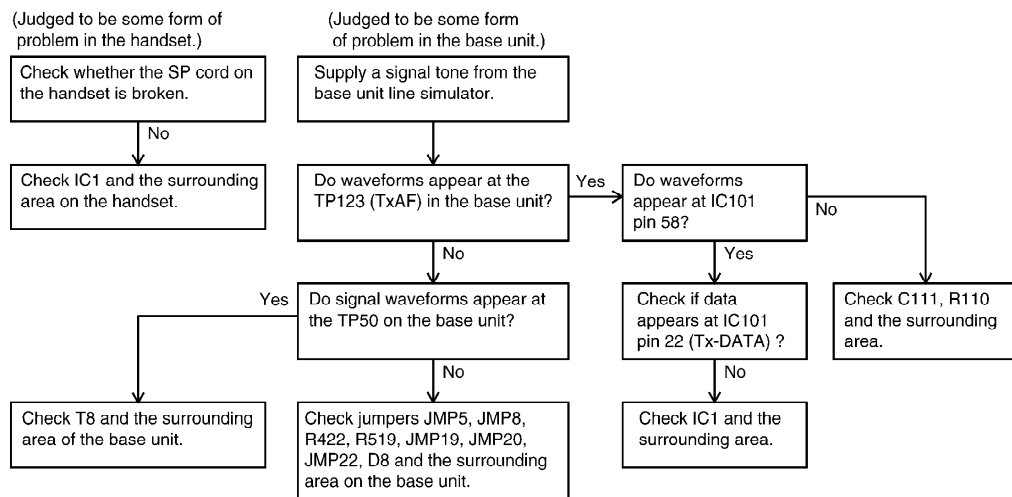 (Judged to be some form of
problem in the handset.)
Check whether the SP cord on
the handset is broken.
No
Check IC1 and the surrounding
area on the handset.
(Judged to be some form
of problem in the base unit.)
Supply a signal tone from the
base unit line simulator.
Do waveforms appear at the
TP123 (TxAF) in the base unit?
Yes
Do waveforms
appear at IC101
pin 58?
No
No
Yes
Yes
Do signal waveforms appear at
the TP50 on the base unit?
Check if data
appears at IC101
pin 22 (Tx-DATA) ?
Check C111, R110
and the surrounding
area.
No
No
Check T8 and the surrounding
area of the base unit.
Check jumpers JMP5, JMP8,
R422, R519, JMP19, JMP20,
JMP22, D8 and the surrounding
area on the base unit.
Check IC1 and the
surrounding area.